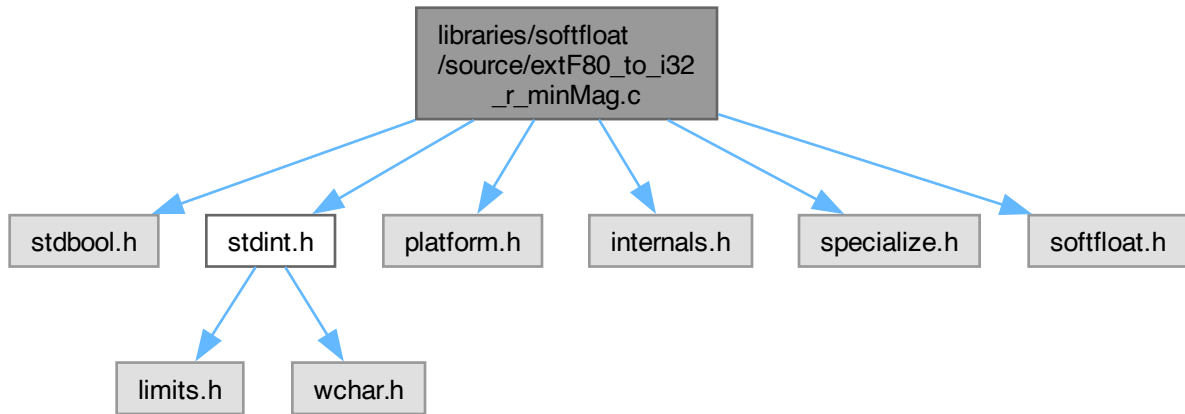 libraries/softfloat
/source/extF80_to_i32
_r_minMag.c
stdbool.h
stdint.h
platform.h
internals.h
specialize.h
softfloat.h
limits.h
wchar.h